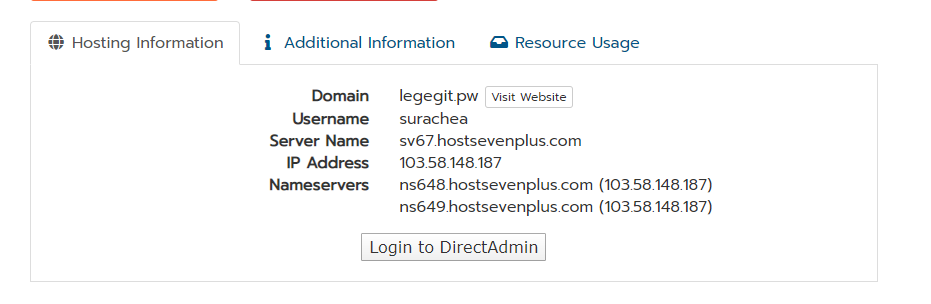 Hosting Information
Additional Information
Resource Usage
Domain legegit.pw Visit Website
Username surachea
Server Name sv67.hostsevenplus.com
IP Address 103.58.148.187
Nameservers ns648.hostsevenplus.com (103.58.148.187)
ns649.hostsevenplus.com (103.58.148.187)
Login to DirectAdmin